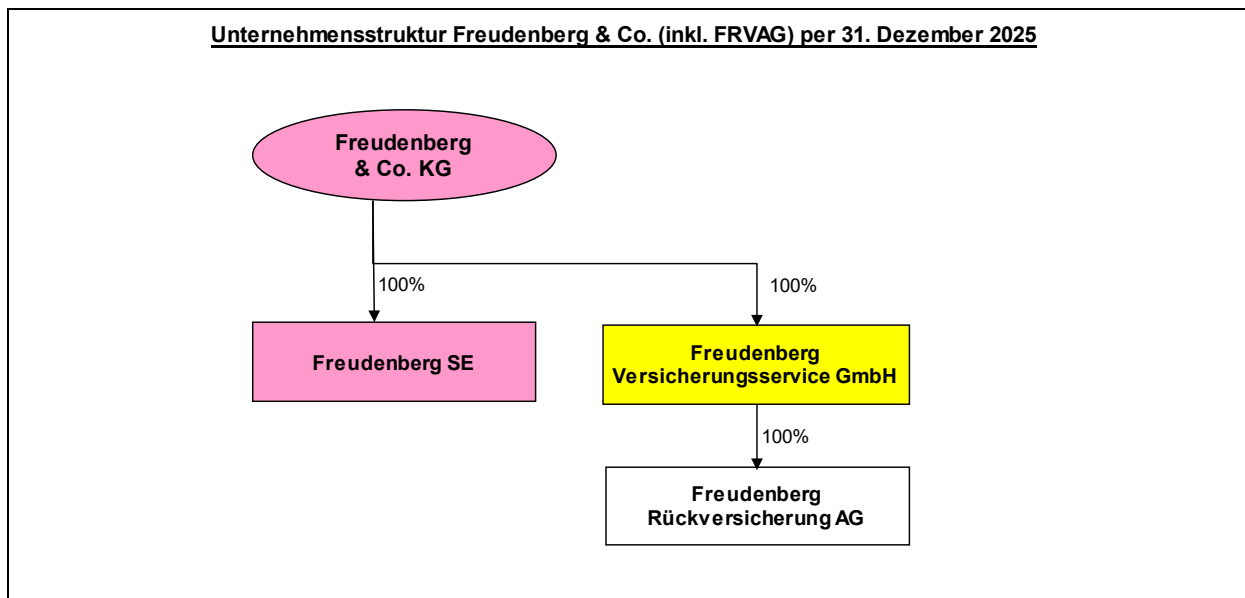 Unternehmensstruktur Freudenberg & Co. (inkl. FRVAG) per 31. Dezember 2025
Freudenberg
& Co. KG
100%
100%
Freudenberg SE
Freudenberg
Versicherungsservice GmbH
100%
Freudenberg
Rückversicherung AG